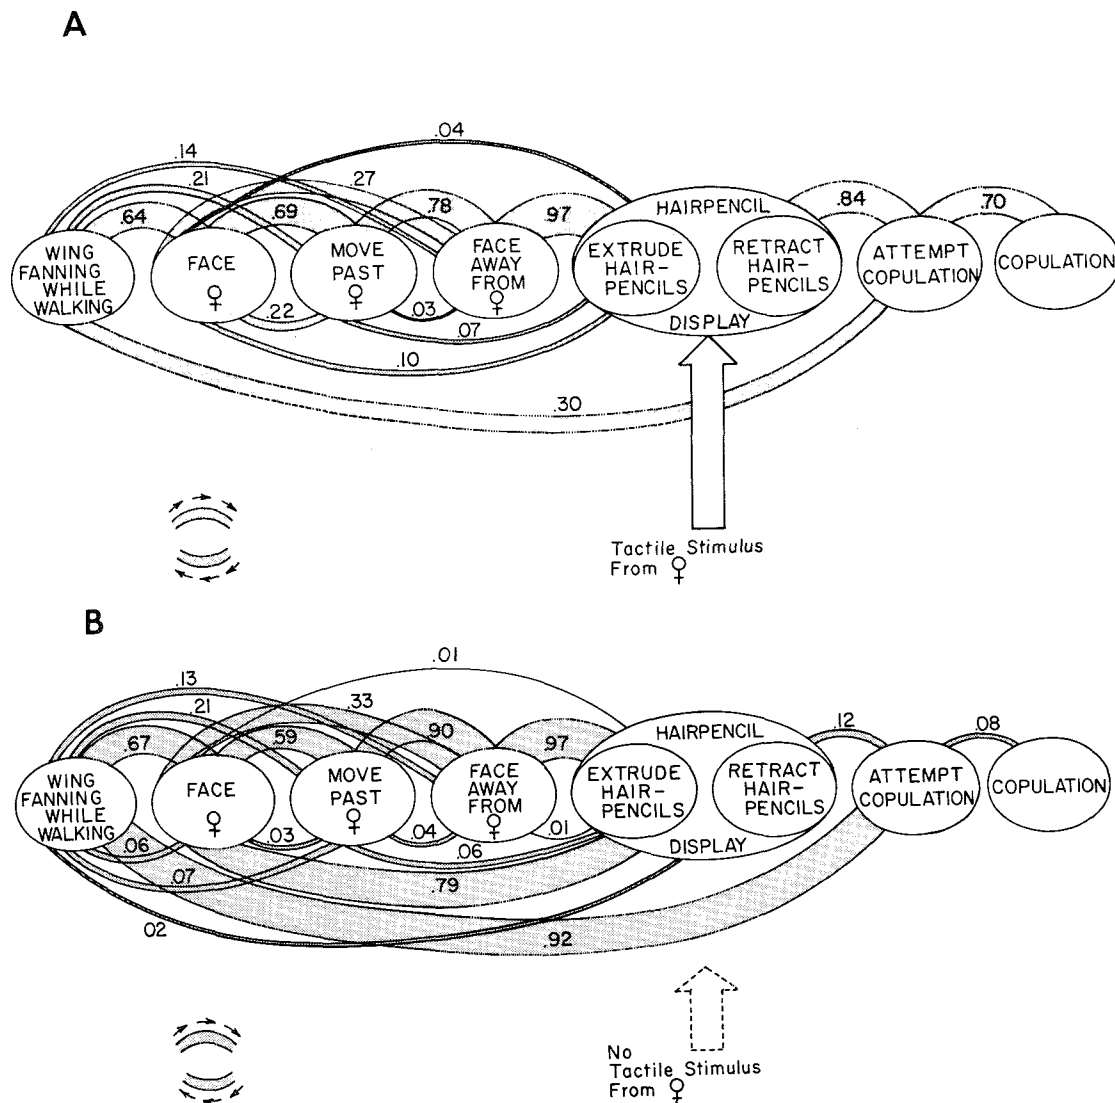 A
.04
.14
.21
.27
.64
.69
.78
.97
.84
.70
WING
FANNING
WHILE
WALKING
FACE
♀
MOVE
PAST
♀
FACE
AWAY
FROM
♀
HAIRPENCIL
EXTRUDE
HAIR-
PENCILS
RETRACT
HAIR-
PENCILS
DISPLAY
ATTEMPT
COPULATION
COPULATION
.22
.03
.07
.10
.30
Tactile Stimulus
From ♀
B
.01
.13
.21
.33
.67
.59
.90
.97
.12
.08
WING
FANNING
WHILE
WALKING
FACE
♀
MOVE
PAST
♀
FACE
AWAY
FROM
♀
HAIRPENCIL
EXTRUDE
HAIR-
PENCILS
RETRACT
HAIR-
PENCILS
DISPLAY
ATTEMPT
COPULATION
COPULATION
.06
.03
.04
.01
.06
.07
.79
02
.92
No
Tactile Stimulus
From ♀